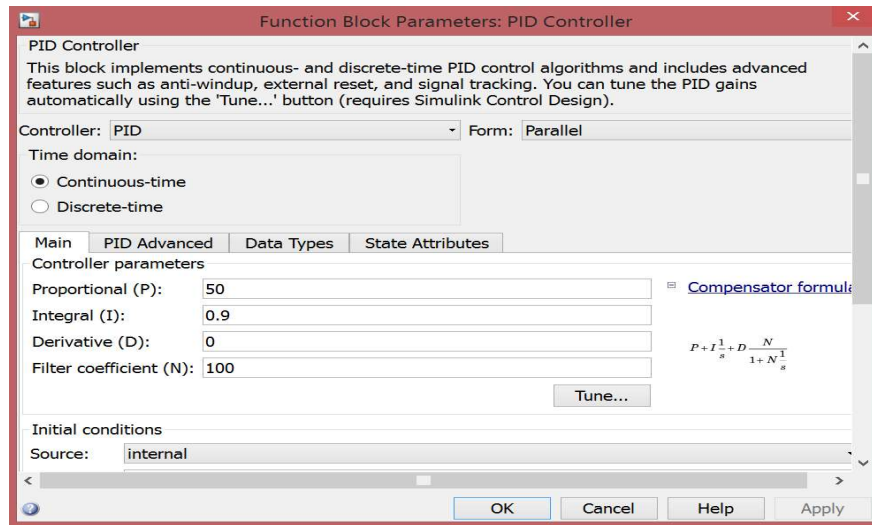 Function Block Parameters: PID Controller
PID Controller
This block implements continuous- and discrete-time PID control algorithms and includes advanced
features such as anti-windup, external reset, and signal tracking. You can tune the PID gains
automatically using the 'Tune...' button (requires Simulink Control Design).
Controller: PID Form: Parallel
Time domain:
Continuous-time
Discrete-time
Main PID Advanced Data Types State Attributes
Controller parameters
Proportional (P): 50 Compensator formula
Integral (I): 0.9
Derivative (D): 0
P+I 1/s + D N/(1+N 1/s)
Filter coefficient (N): 100
Tune...
Initial conditions
Source: internal
OK Cancel Help Apply